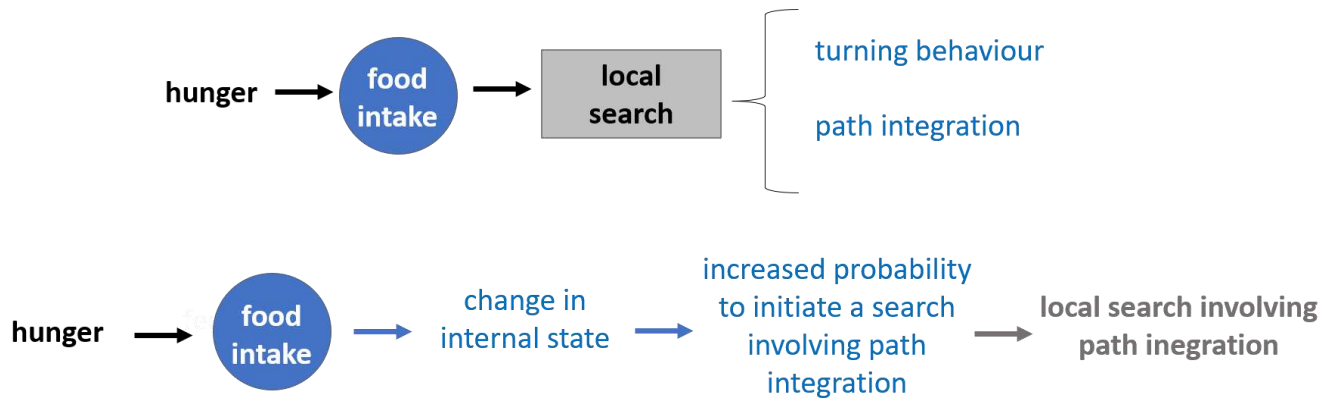 hunger
food
intake
local
search
turning behaviour
path integration
hunger
food
intake
change in
internal state
increased probability
to initiate a search
involving path
integration
local search involving
path inegration